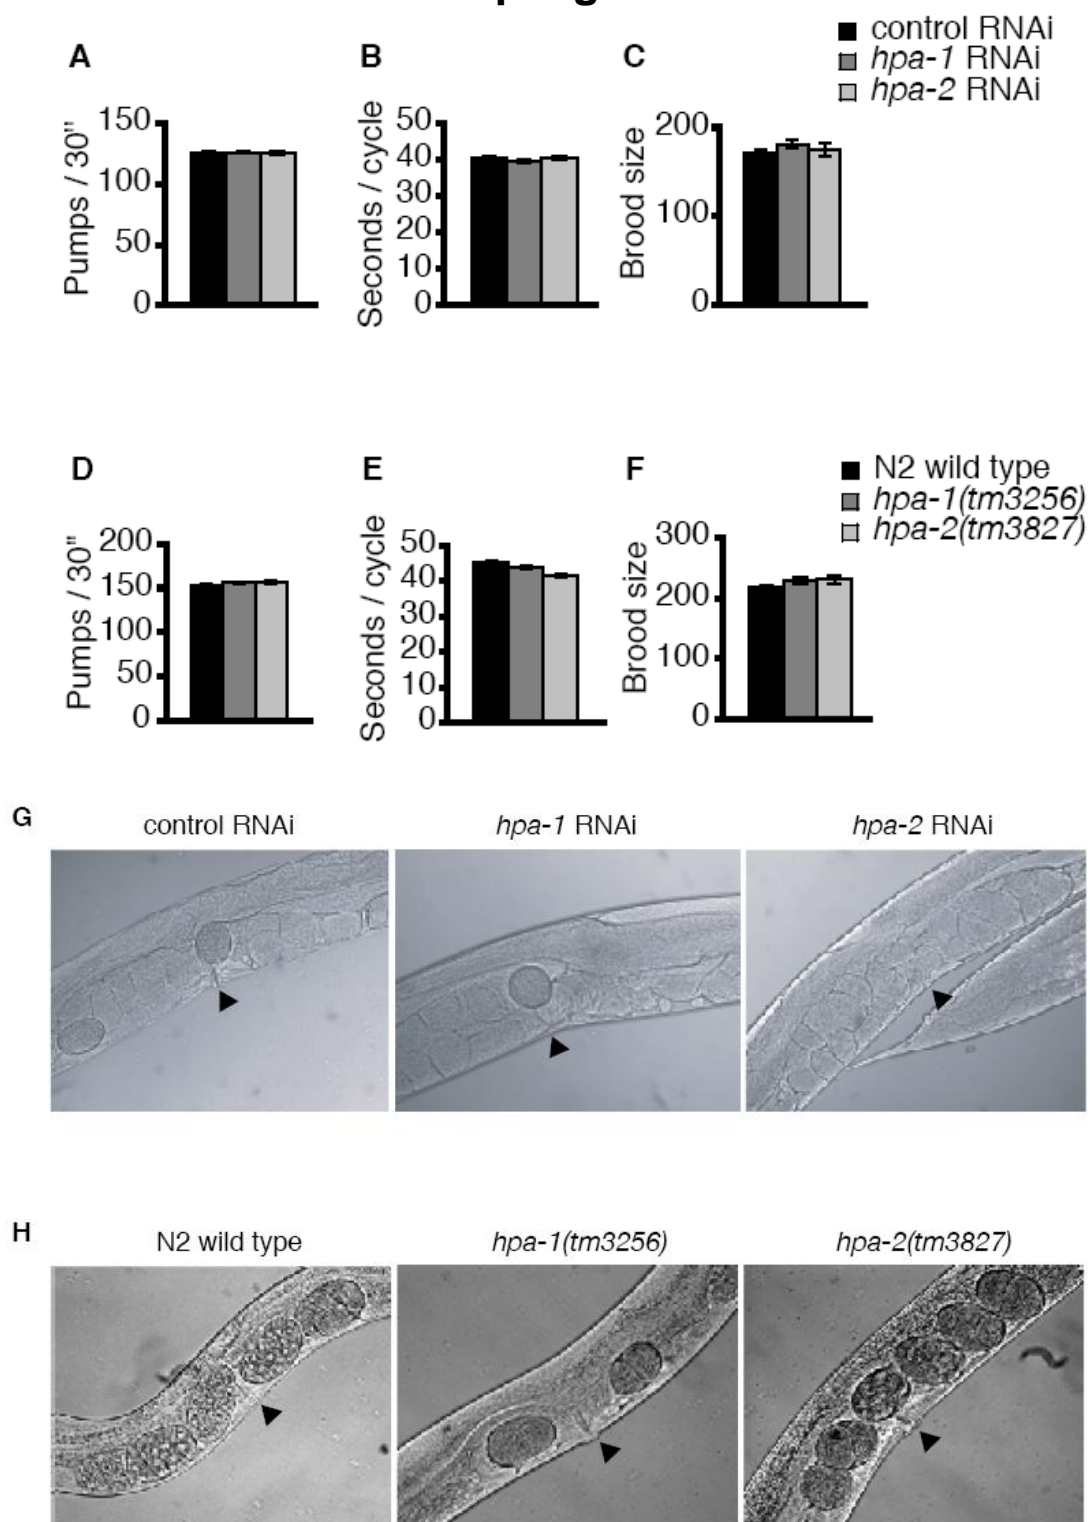 control RNAi
hpa-1 RNAi
hpa-2 RNAi
A
B
C
Pumps / 30"
150
100
50
0
Seconds / cycle
50
40
30
20
10
0
Brood size
200
100
0
N2 wild type
hpa-1(tm3256)
hpa-2(tm3827)
D
E
F
Pumps / 30"
200
150
100
50
0
Seconds / cycle
50
40
30
20
10
0
Brood size
300
200
100
0
G
control RNAi
hpa-1 RNAi
hpa-2 RNAi
H
N2 wild type
hpa-1(tm3256)
hpa-2(tm3827)